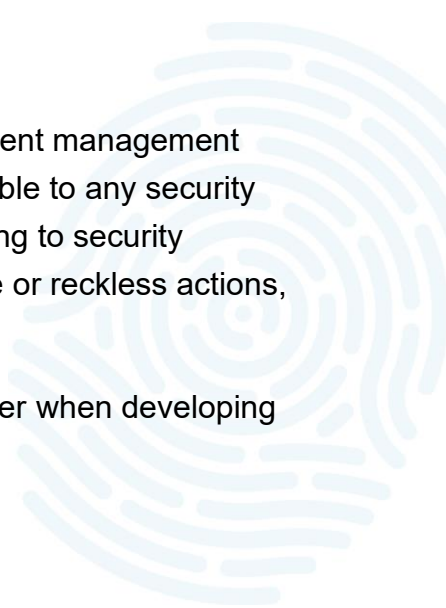 ent management
ble to any security
ng to security
e or reckless actions,
er when developing